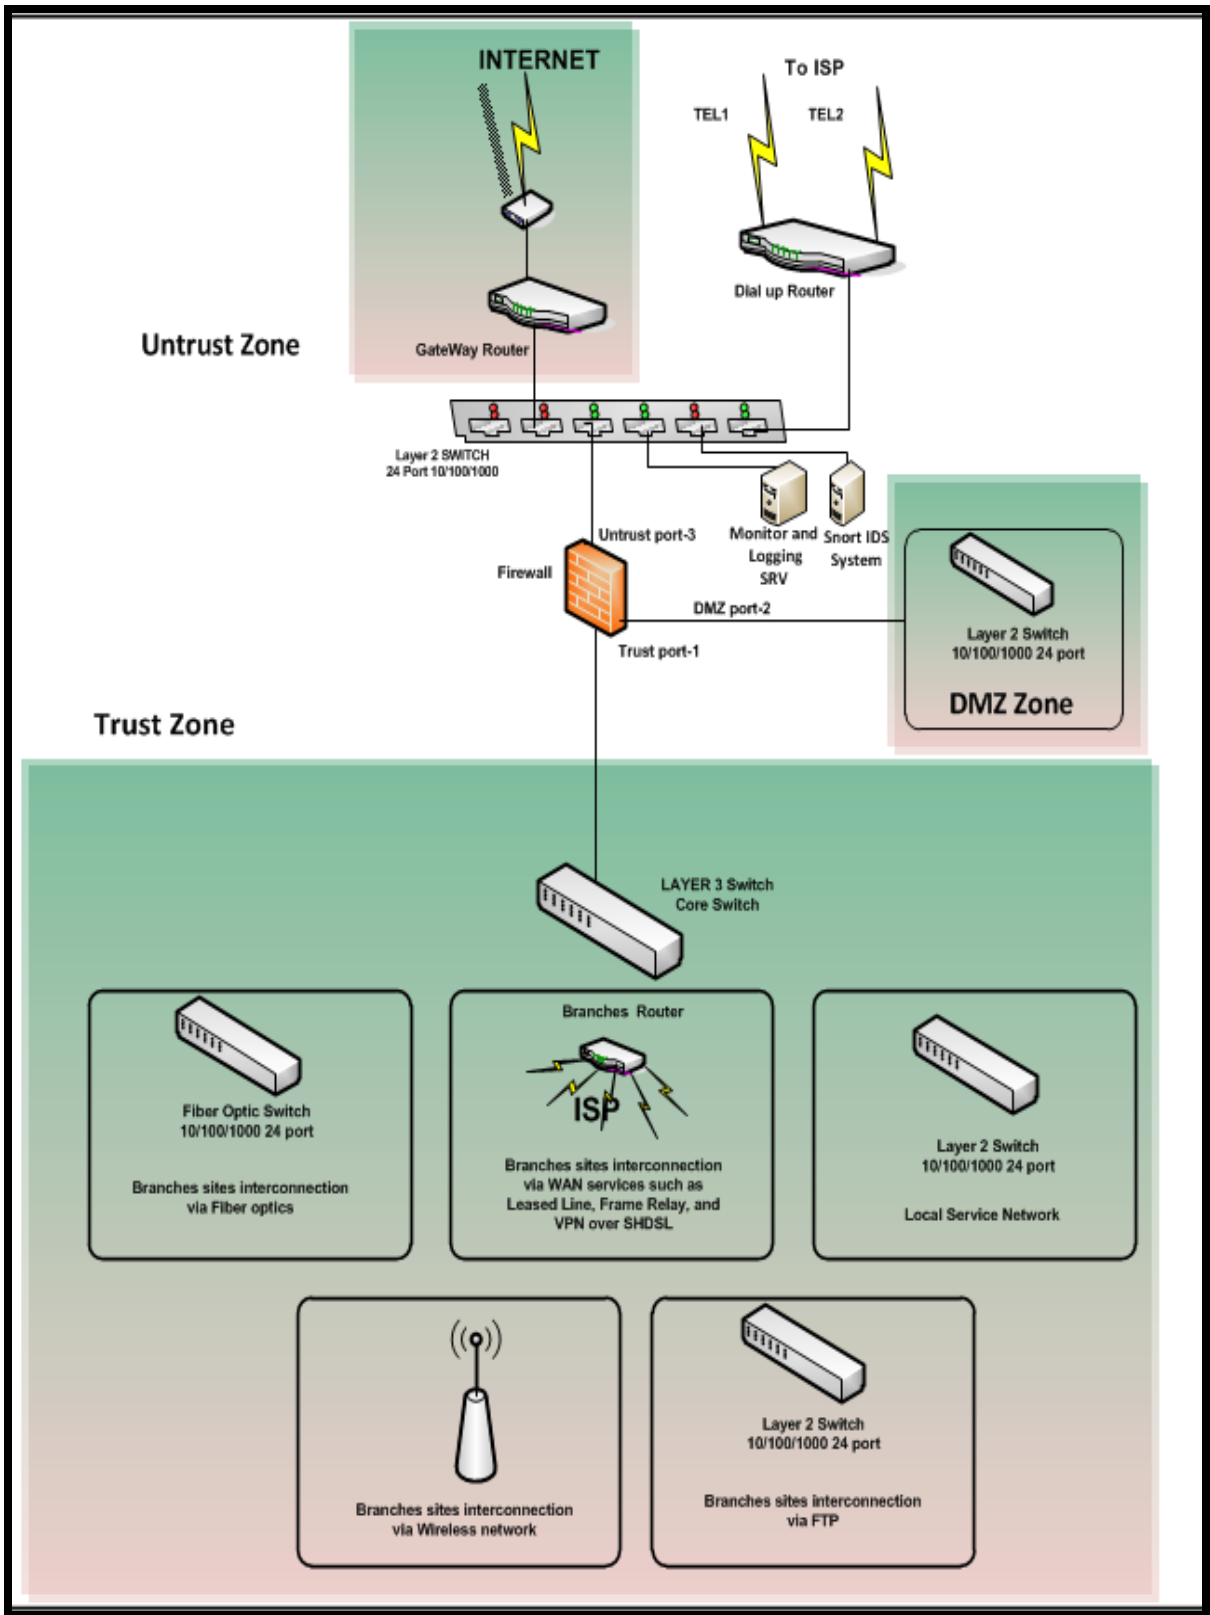 INTERNET
To ISP
TEL1
TEL2
Dial up Router
Untrust Zone
GateWay Router
Layer 2 SWITCH
24 Port 10/100/1000
Untrust port-3
Monitor and
Logging
SRV
Snort IDS
System
Firewall
DMZ port-2
Trust port-1
Layer 2 Switch
10/100/1000 24 port
DMZ Zone
Trust Zone
LAYER 3 Switch
Core Switch
Fiber Optic Switch
10/100/1000 24 port
Branches sites interconnection
via Fiber optics
Branches Router
ISP
Branches sites interconnection
via WAN services such as
Leased Line, Frame Relay, and
VPN over SHDSL
Layer 2 Switch
10/100/1000 24 port
Local Service Network
Branches sites interconnection
via Wireless network
Layer 2 Switch
10/100/1000 24 port
Branches sites interconnection
via FTP